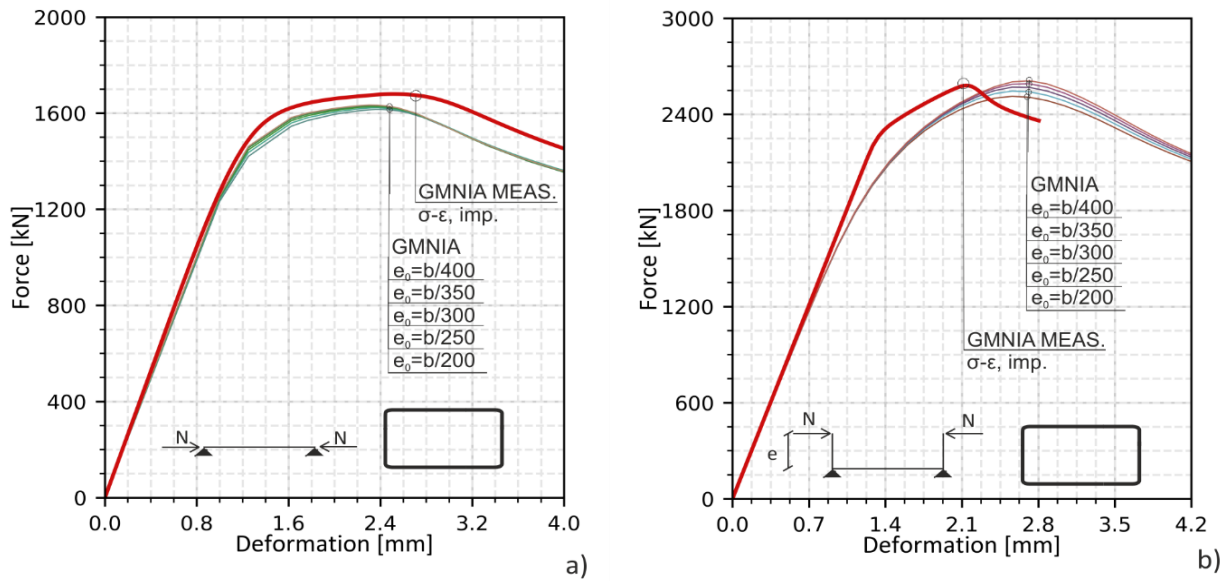 2000
1600
1200
800
400
0
Force [kN]
GMNIA MEAS.
σ-ε, imp.
GMNIA
e₀=b/400
e₀=b/350
e₀=b/300
e₀=b/250
e₀=b/200
N
N
0.0 0.8 1.6 2.4 3.2 4.0
Deformation [mm]
a)
3000
2400
1800
1200
600
0
Force [kN]
GMNIA
e₀=b/400
e₀=b/350
e₀=b/300
e₀=b/250
e₀=b/200
GMNIA MEAS.
σ-ε, imp.
N
N
e
0.0 0.7 1.4 2.1 2.8 3.5 4.2
Deformation [mm]
b)